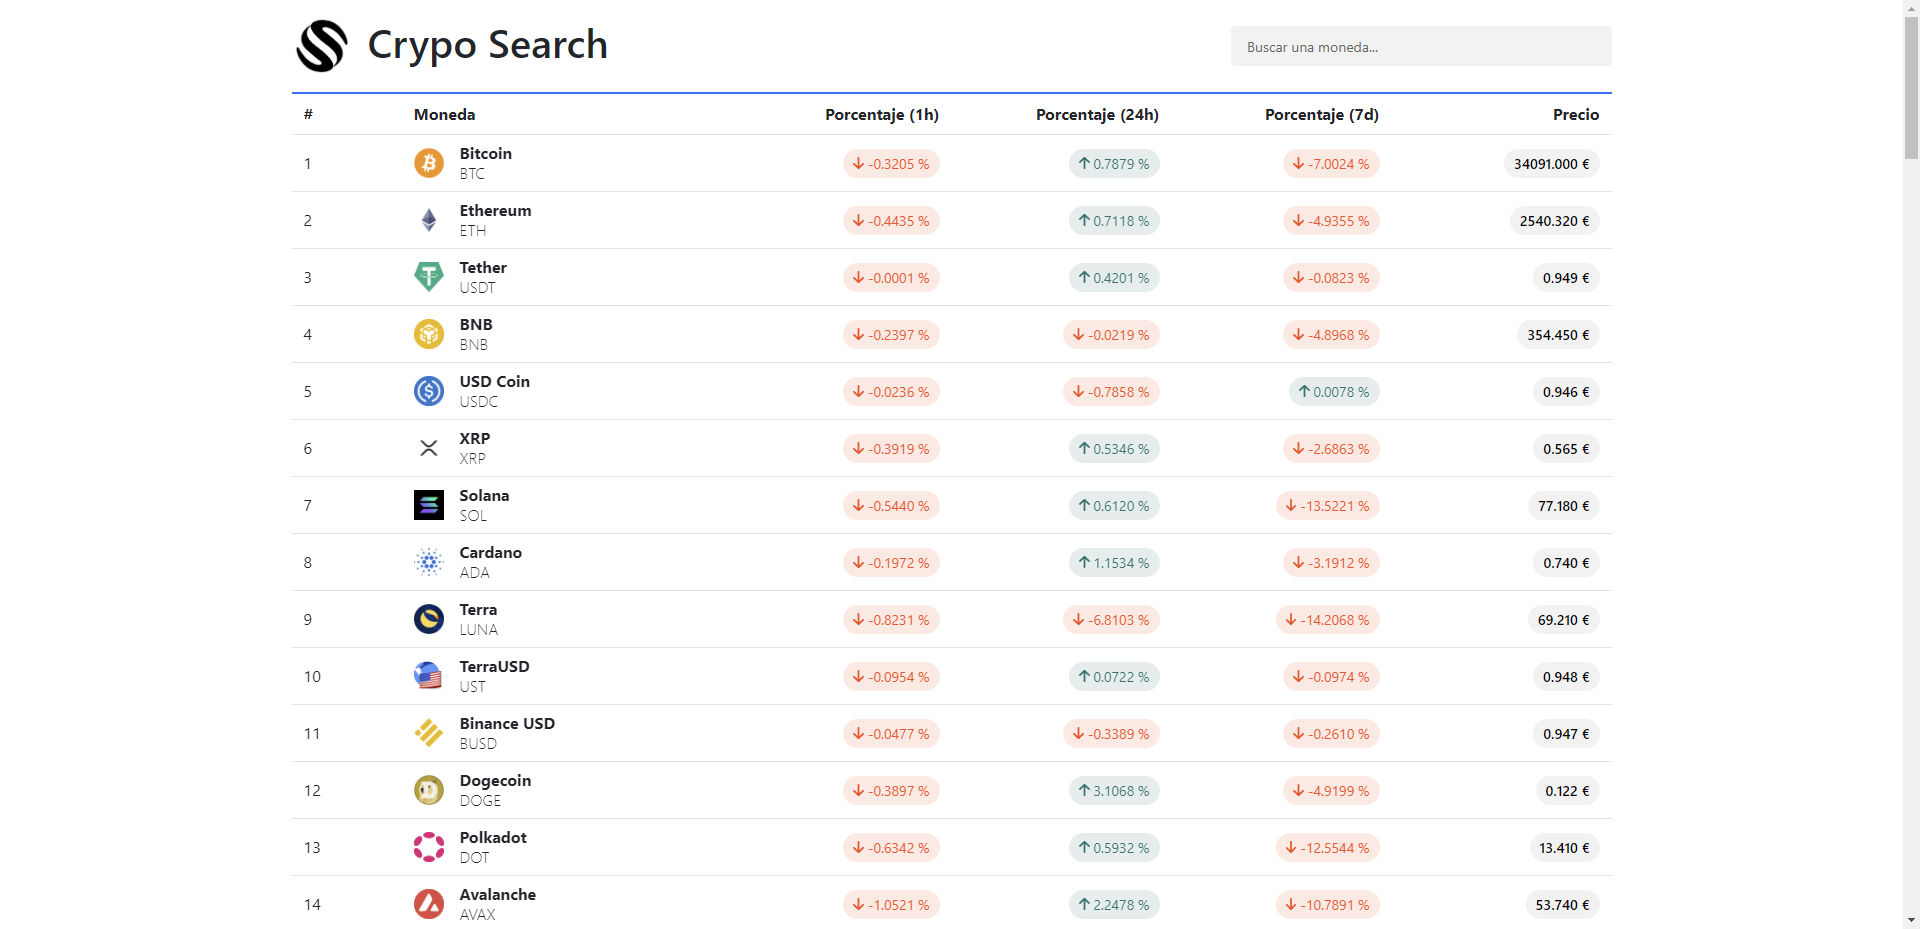 Crypo Search
Buscar una moneda...
# Moneda Porcentaje (1h) Porcentaje (24h) Porcentaje (7d) Precio
1 Bitcoin BTC -0.3205 % 0.7879 % -7.0024 % 34091.000 €
2 Ethereum ETH -0.4435 % 0.7118 % -4.9355 % 2540.320 €
3 Tether USDT -0.0001 % 0.4201 % -0.0823 % 0.949 €
4 BNB BNB -0.2397 % -0.0219 % -4.8968 % 354.450 €
5 USD Coin USDC -0.0236 % -0.7858 % 0.0078 % 0.946 €
6 XRP XRP -0.3919 % 0.5346 % -2.6863 % 0.565 €
7 Solana SOL -0.5440 % 0.6120 % -13.5221 % 77.180 €
8 Cardano ADA -0.1972 % 1.1534 % -3.1912 % 0.740 €
9 Terra LUNA -0.8231 % -6.8103 % -14.2068 % 69.210 €
10 TerraUSD UST -0.0954 % 0.0722 % -0.0974 % 0.948 €
11 Binance USD BUSD -0.0477 % -0.3389 % -0.2610 % 0.947 €
12 Dogecoin DOGE -0.3897 % 3.1068 % -4.9199 % 0.122 €
13 Polkadot DOT -0.6342 % 0.5932 % -12.5544 % 13.410 €
14 Avalanche AVAX -1.0521 % 2.2478 % -10.7891 % 53.740 €